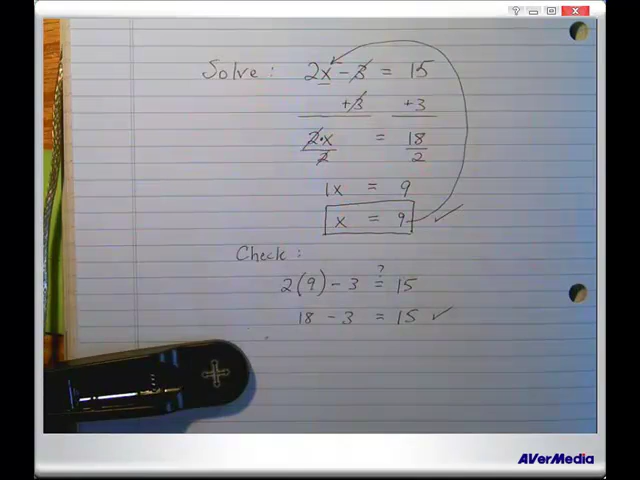 Solve : 2x - 3 = 15
+3 +3
2·x/2 = 18/2
1x = 9
x = 9 ✓
Check :
2(9) - 3 ≟ 15
18 - 3 = 15 ✓
AVerMedia